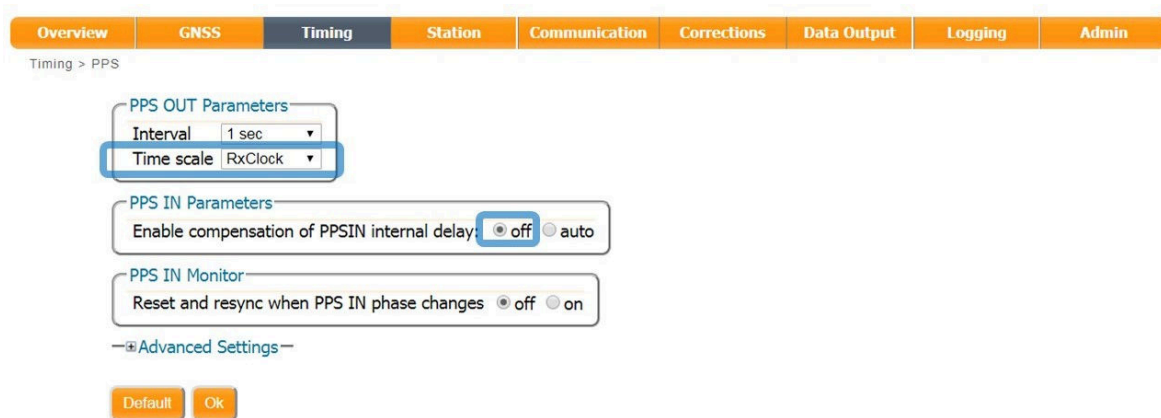 Overview GNSS Timing Station Communication Corrections Data Output Logging Admin
Timing > PPS
PPS OUT Parameters
Interval 1 sec
Time scale RxClock
PPS IN Parameters
Enable compensation of PPSIN internal delay: off auto
PPS IN Monitor
Reset and resync when PPS IN phase changes off on
Advanced Settings
Default Ok